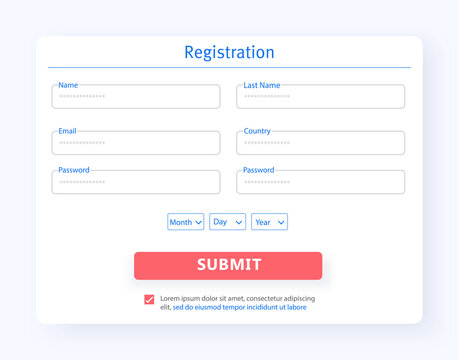 Registration
Name Last Name
************** **************
Email Country
************** **************
Password Password
************** **************
Month Day Year
SUBMIT
Lorem ipsum dolor sit amet, consectetur adipiscing
elit, sed do eiusmod tempor incididunt ut labore